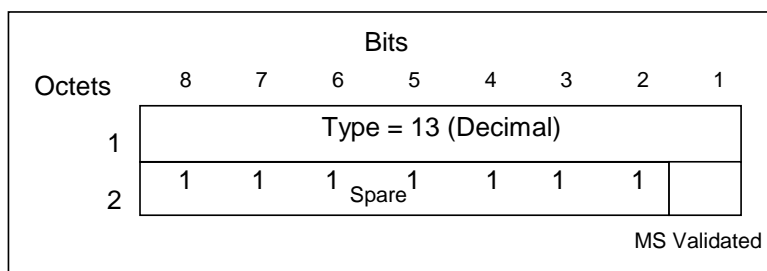 Bits
Octets 8 7 6 5 4 3 2 1
1 Type = 13 (Decimal)
2 1 1 1 1 1 1 1
Spare
MS Validated